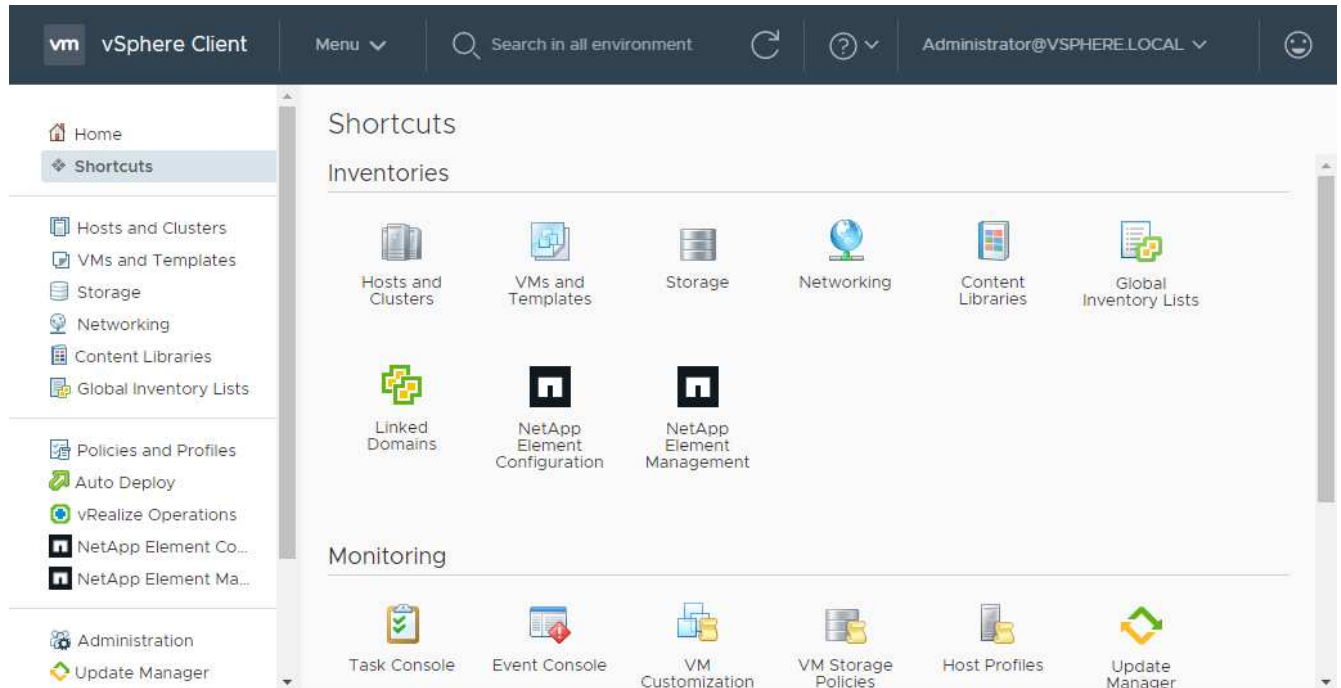 vm vSphere Client Menu Search in all environment Administrator@VSPHERE.LOCAL
Home
Shortcuts
Hosts and Clusters
VMs and Templates
Storage
Networking
Content Libraries
Global Inventory Lists
Policies and Profiles
Auto Deploy
vRealize Operations
NetApp Element Co...
NetApp Element Ma...
Administration
Update Manager
Shortcuts
Inventories
Hosts and
Clusters
VMs and
Templates
Storage
Networking
Content
Libraries
Global
Inventory Lists
Linked
Domains
NetApp
Element
Configuration
NetApp
Element
Management
Monitoring
Task Console
Event Console
VM
Customization
VM Storage
Policies
Host Profiles
Update
Manager